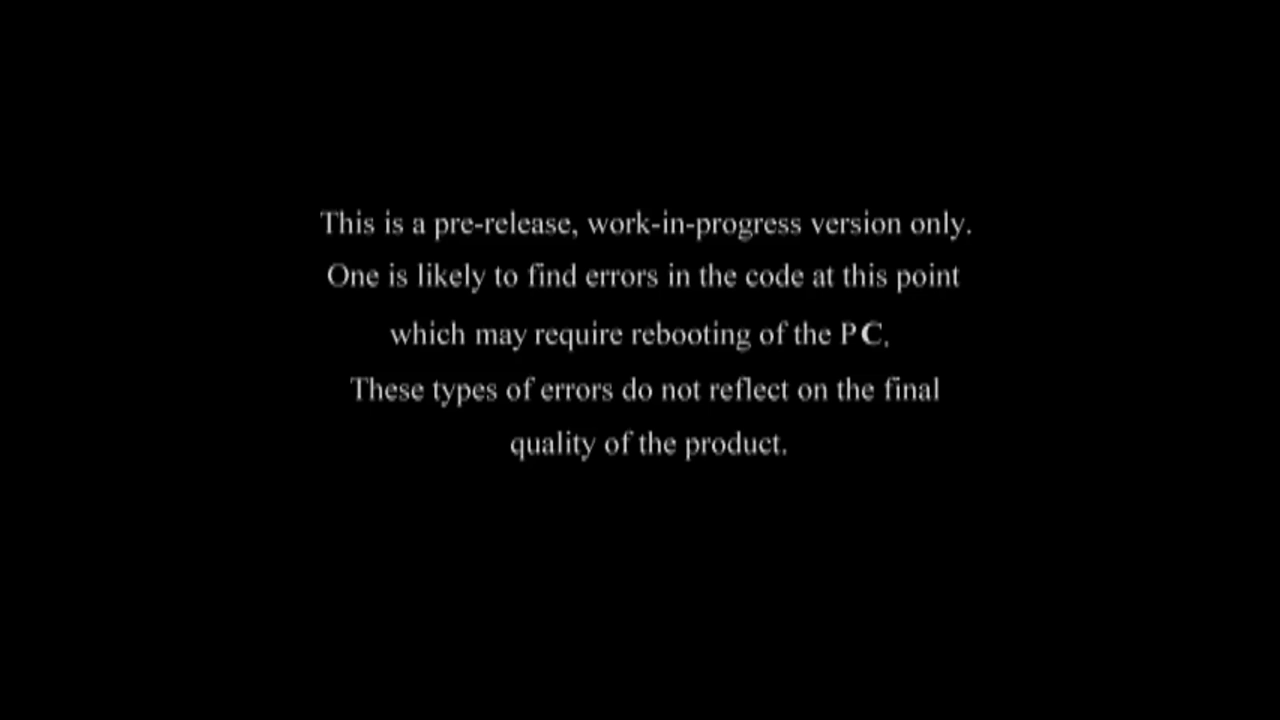 This is a pre-release, work-in-progress version only.
One is likely to find errors in the code at this point
which may require rebooting of the PC.
These types of errors do not reflect on the final
quality of the product.